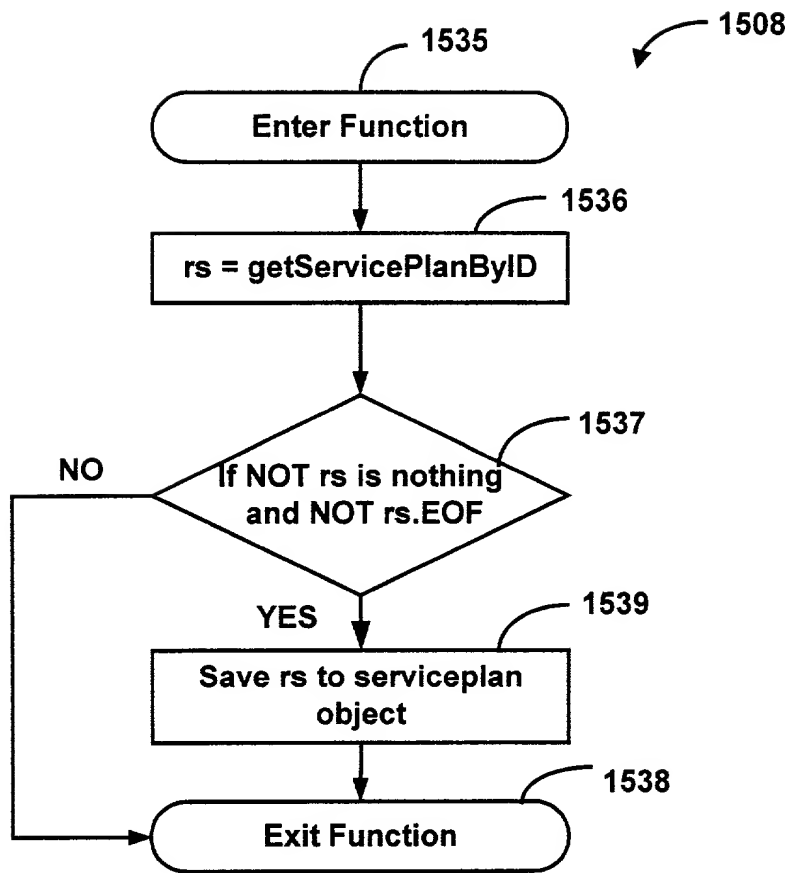 1535
1508
Enter Function
1536
rs = getServicePlanByID
1537
NO
If NOT rs is nothing
and NOT rs.EOF
YES
1539
Save rs to serviceplan
object
1538
Exit Function